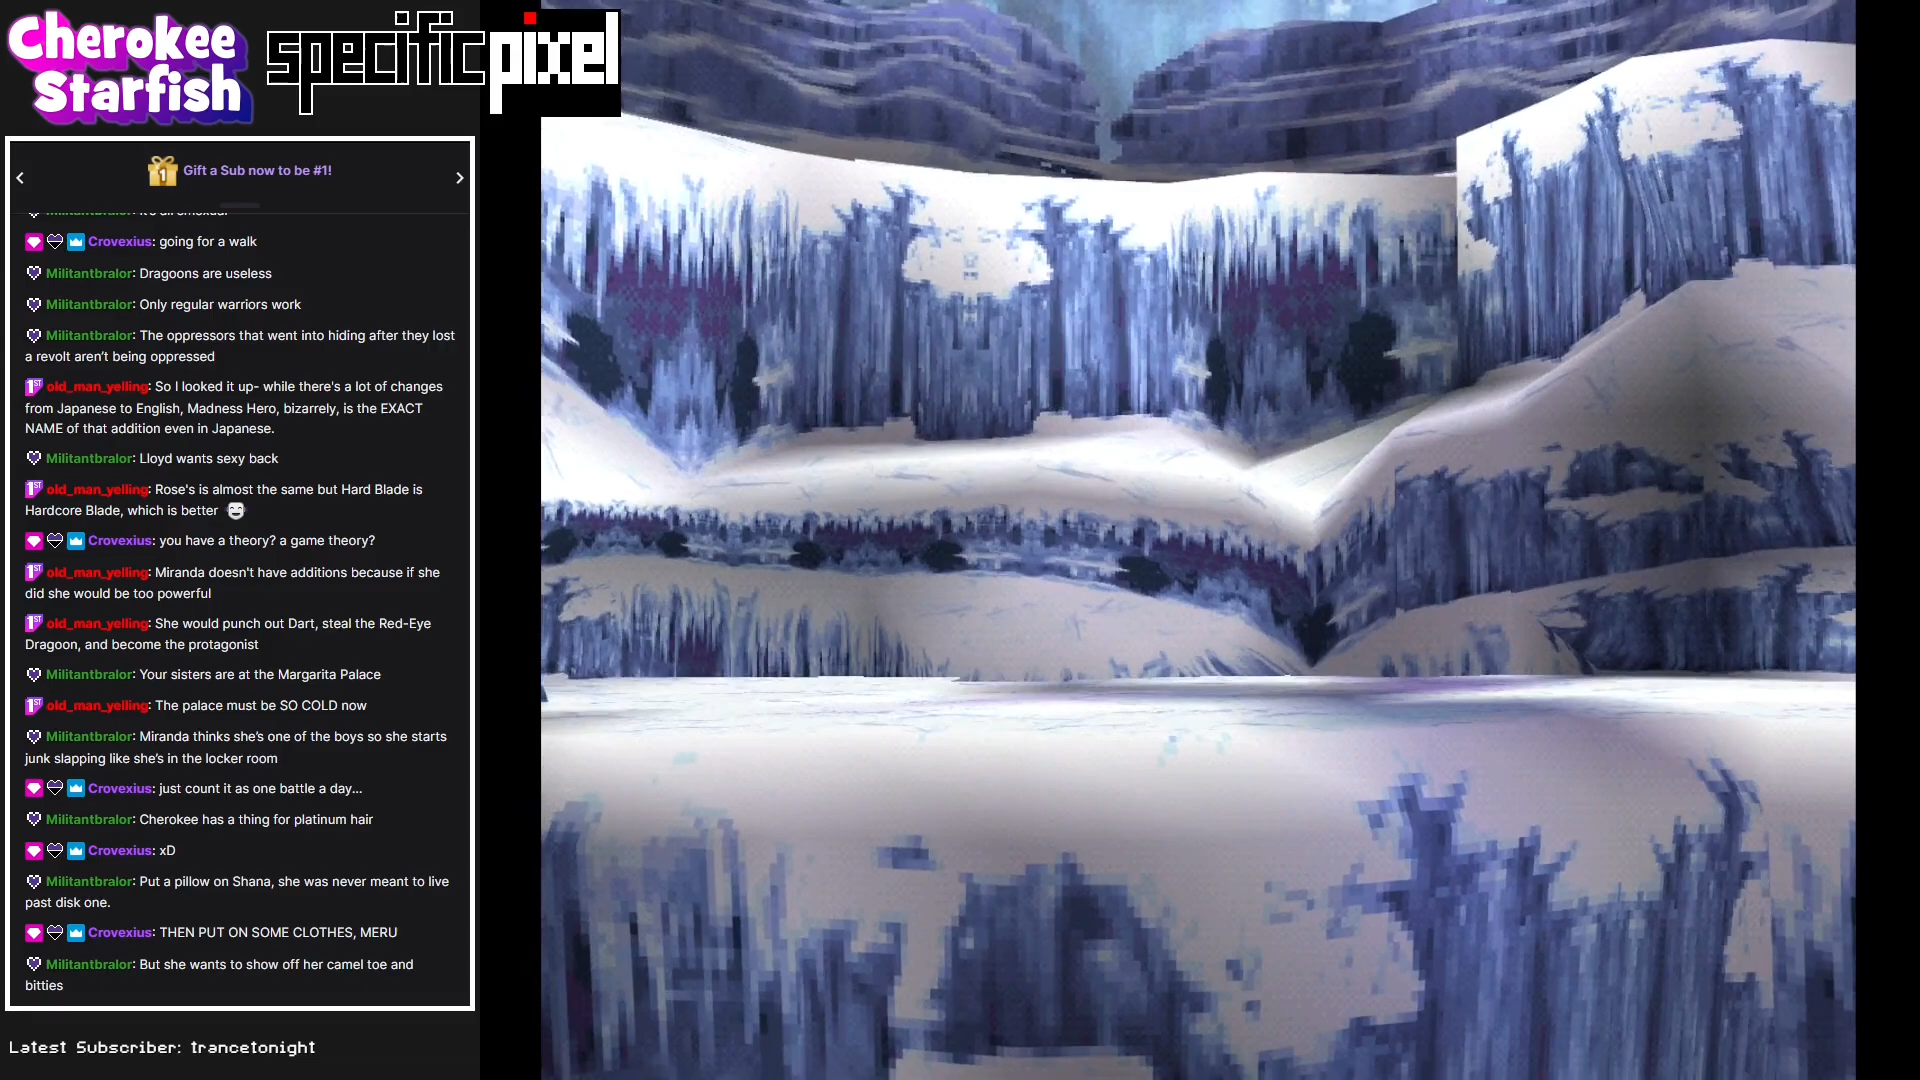 Cherokee
Starfish
specificpixel
1
Gift a Sub now to be #1!
Crovexius: going for a walk
Militantbralor: Dragoons are useless
Militantbralor: Only regular warriors work
Militantbralor: The oppressors that went into hiding after they lost
a revolt aren't being oppressed
1ST old_man_yelling: So I looked it up- while there's a lot of changes
from Japanese to English, Madness Hero, bizarrely, is the EXACT
NAME of that addition even in Japanese.
Militantbralor: Lloyd wants sexy back
1ST old_man_yelling: Rose's is almost the same but Hard Blade is
Hardcore Blade, which is better
Crovexius: you have a theory? a game theory?
1ST old_man_yelling: Miranda doesn't have additions because if she
did she would be too powerful
1ST old_man_yelling: She would punch out Dart, steal the Red-Eye
Dragoon, and become the protagonist
Militantbralor: Your sisters are at the Margarita Palace
1ST old_man_yelling: The palace must be SO COLD now
Militantbralor: Miranda thinks she's one of the boys so she starts
junk slapping like she's in the locker room
Crovexius: just count it as one battle a day...
Militantbralor: Cherokee has a thing for platinum hair
Crovexius: xD
Militantbralor: Put a pillow on Shana, she was never meant to live
past disk one.
Crovexius: THEN PUT ON SOME CLOTHES, MERU
Militantbralor: But she wants to show off her camel toe and
bitties
Latest Subscriber: trancetonight